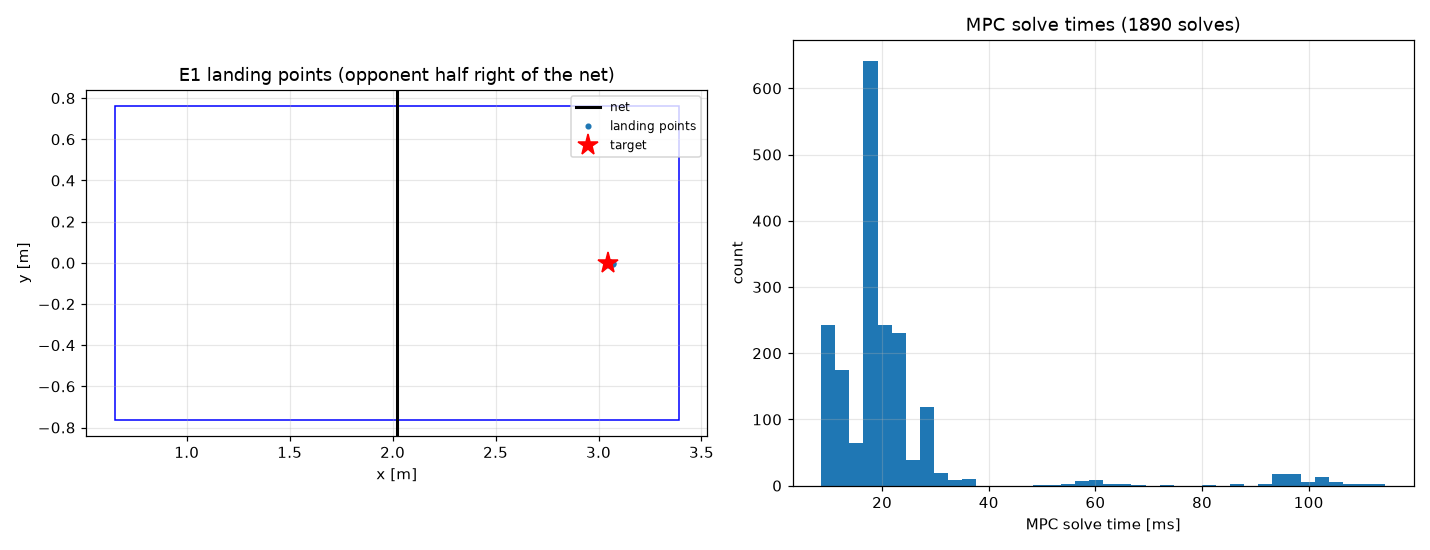 E1 landing points (opponent half right of the net)
net
landing points
target
0.8
0.6
0.4
0.2
0.0
−0.2
−0.4
−0.6
−0.8
y [m]
1.0 1.5 2.0 2.5 3.0 3.5
x [m]
MPC solve times (1890 solves)
600
500
400
300
200
100
0
count
20 40 60 80 100
MPC solve time [ms]